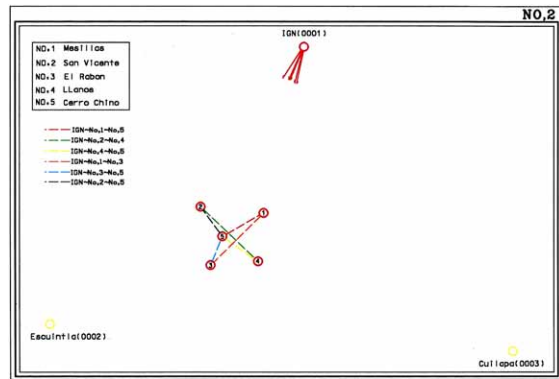 NO,2
IGN(0001)
NO.1 Mesillas
NO.2 San Vicente
NO.3 El Raban
NO.4 LLanos
NO.5 Cerro Chino
IGN-No,1-No,5
IGN-No,2-No,4
IGN-No,4-No,5
IGN-No,1-No,3
IGN-No,3-No,5
IGN-No,2-No,5
2
1
5
3
4
Escuintla(0002)
Cuilapa(0003)